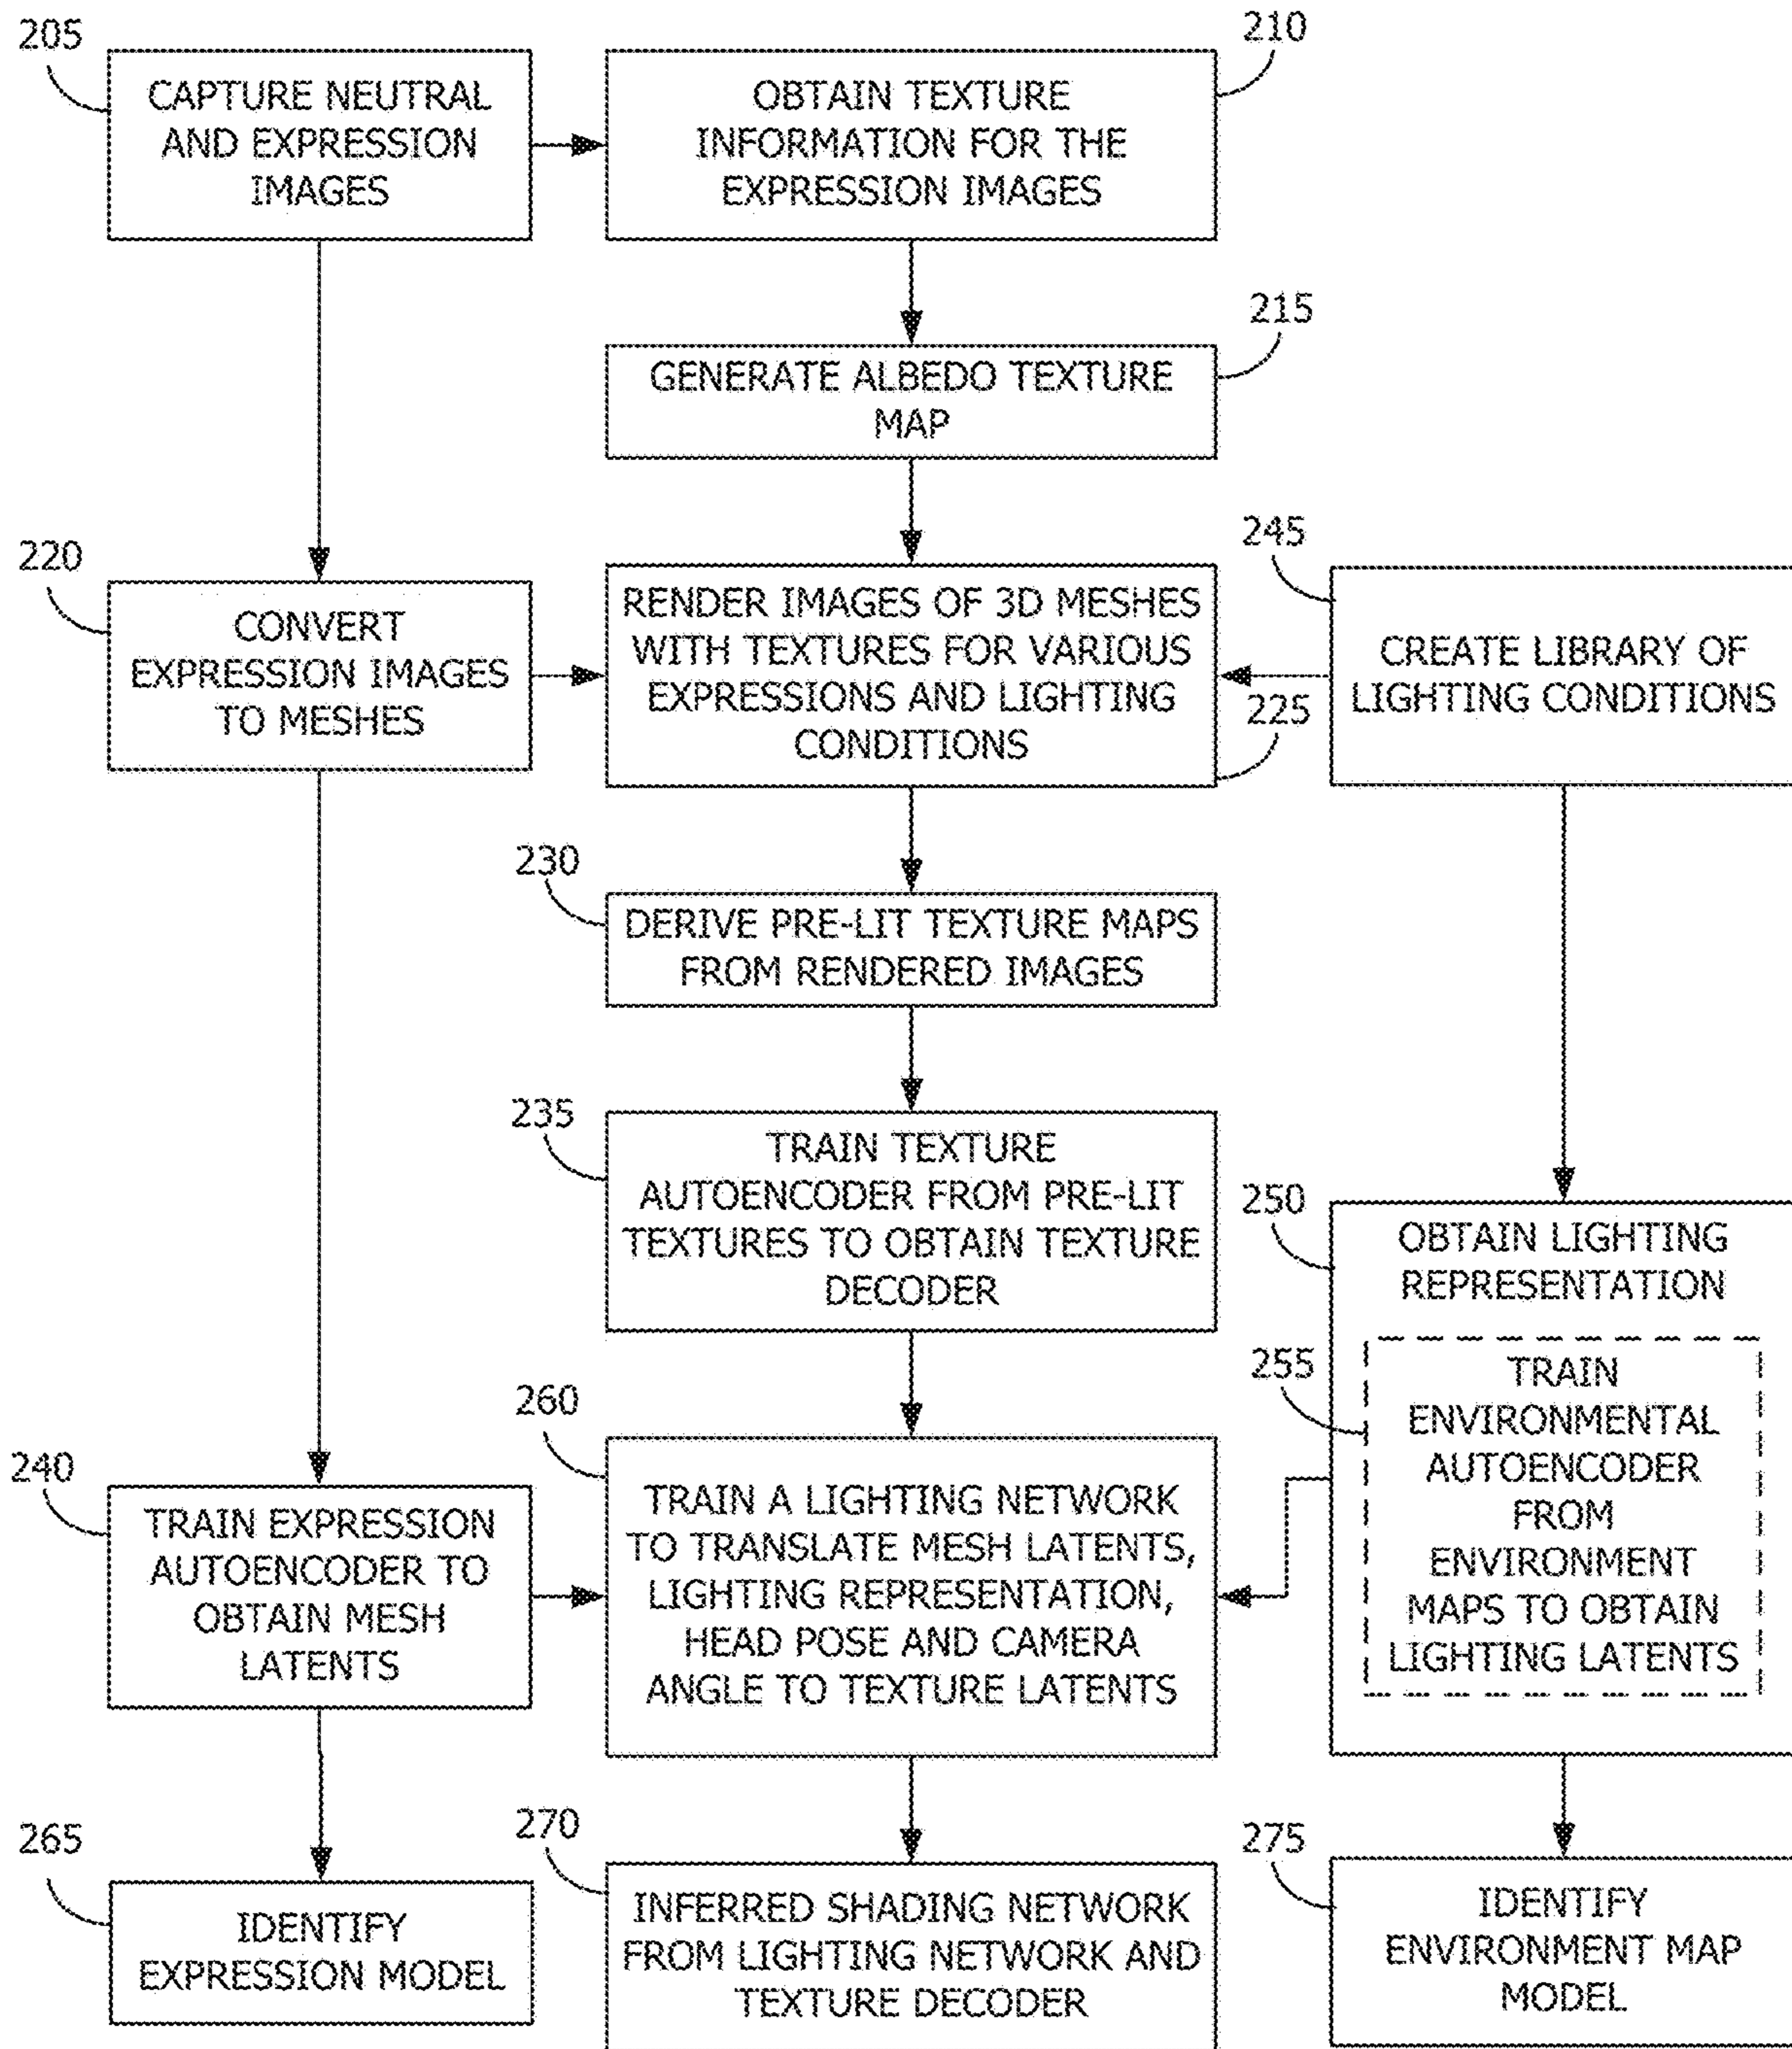 205
CAPTURE NEUTRAL
AND EXPRESSION
IMAGES
210
OBTAIN TEXTURE
INFORMATION FOR THE
EXPRESSION IMAGES
215
GENERATE ALBEDO TEXTURE
MAP
220
CONVERT
EXPRESSION IMAGES
TO MESHES
RENDER IMAGES OF 3D MESHES
WITH TEXTURES FOR VARIOUS
EXPRESSIONS AND LIGHTING
CONDITIONS
225
245
CREATE LIBRARY OF
LIGHTING CONDITIONS
230
DERIVE PRE-LIT TEXTURE MAPS
FROM RENDERED IMAGES
235
TRAIN TEXTURE
AUTOENCODER FROM PRE-LIT
TEXTURES TO OBTAIN TEXTURE
DECODER
250
OBTAIN LIGHTING
REPRESENTATION
255
TRAIN
ENVIRONMENTAL
AUTOENCODER
FROM
ENVIRONMENT
MAPS TO OBTAIN
LIGHTING LATENTS
240
TRAIN EXPRESSION
AUTOENCODER TO
OBTAIN MESH
LATENTS
260
TRAIN A LIGHTING NETWORK
TO TRANSLATE MESH LATENTS,
LIGHTING REPRESENTATION,
HEAD POSE AND CAMERA
ANGLE TO TEXTURE LATENTS
265
IDENTIFY
EXPRESSION MODEL
270
INFERRED SHADING NETWORK
FROM LIGHTING NETWORK AND
TEXTURE DECODER
275
IDENTIFY
ENVIRONMENT MAP
MODEL